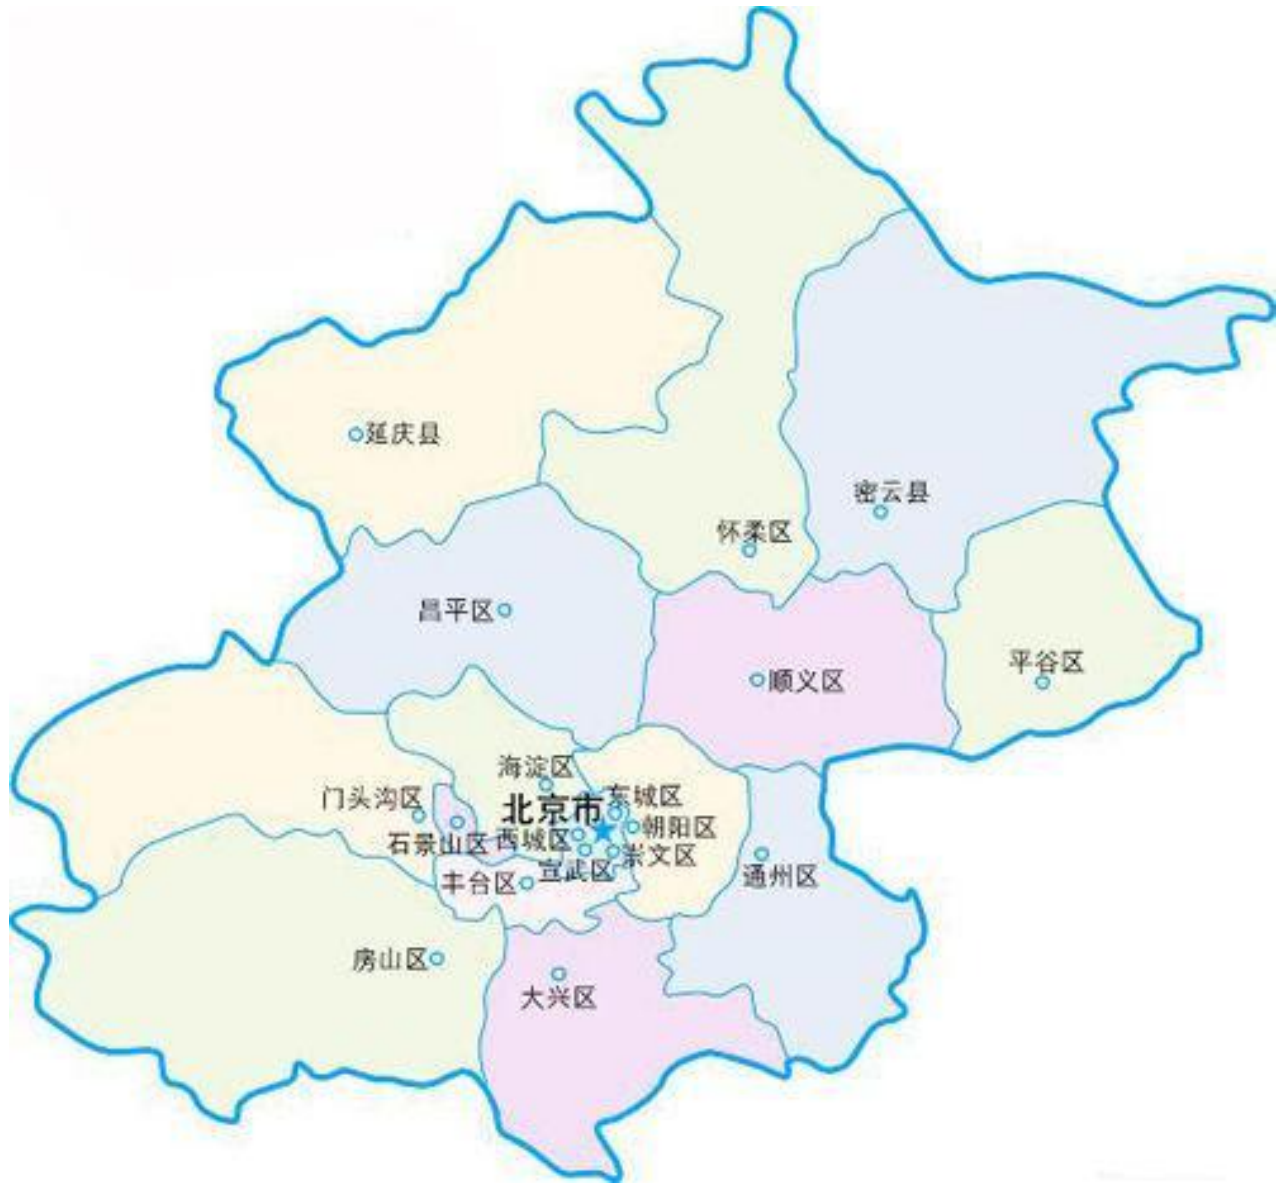 延庆县
密云县
怀柔区
昌平区
平谷区
顺义区
海淀区
东城区
门头沟区
北京市
朝阳区
石景山区
西城区
崇文区
宣武区
丰台区
通州区
房山区
大兴区